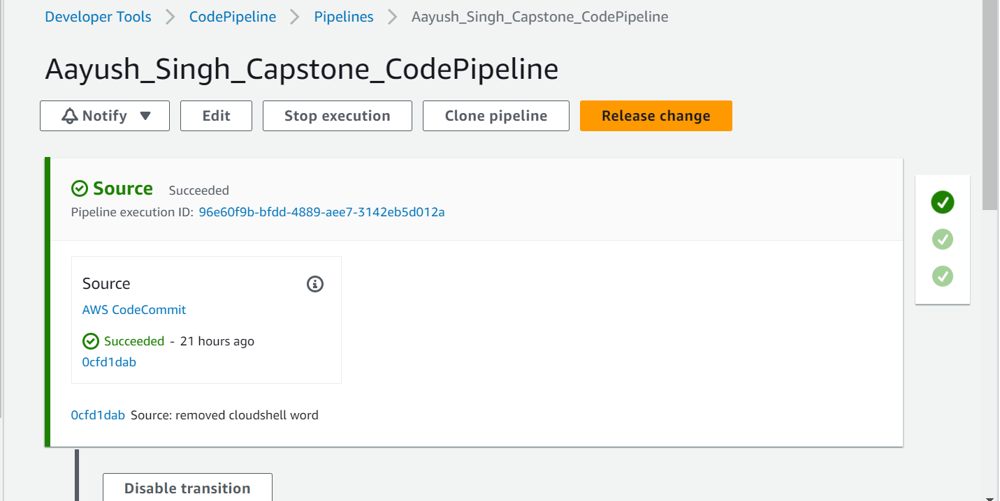 Developer Tools > CodePipeline > Pipelines > Aayush_Singh_Capstone_CodePipeline
Aayush_Singh_Capstone_CodePipeline
Notify Edit Stop execution Clone pipeline Release change
Source Succeeded
Pipeline execution ID: 96e60f9b-bfdd-4889-aee7-3142eb5d012a
Source
AWS CodeCommit
Succeeded - 21 hours ago
0cfd1dab
0cfd1dab Source: removed cloudshell word
Disable transition